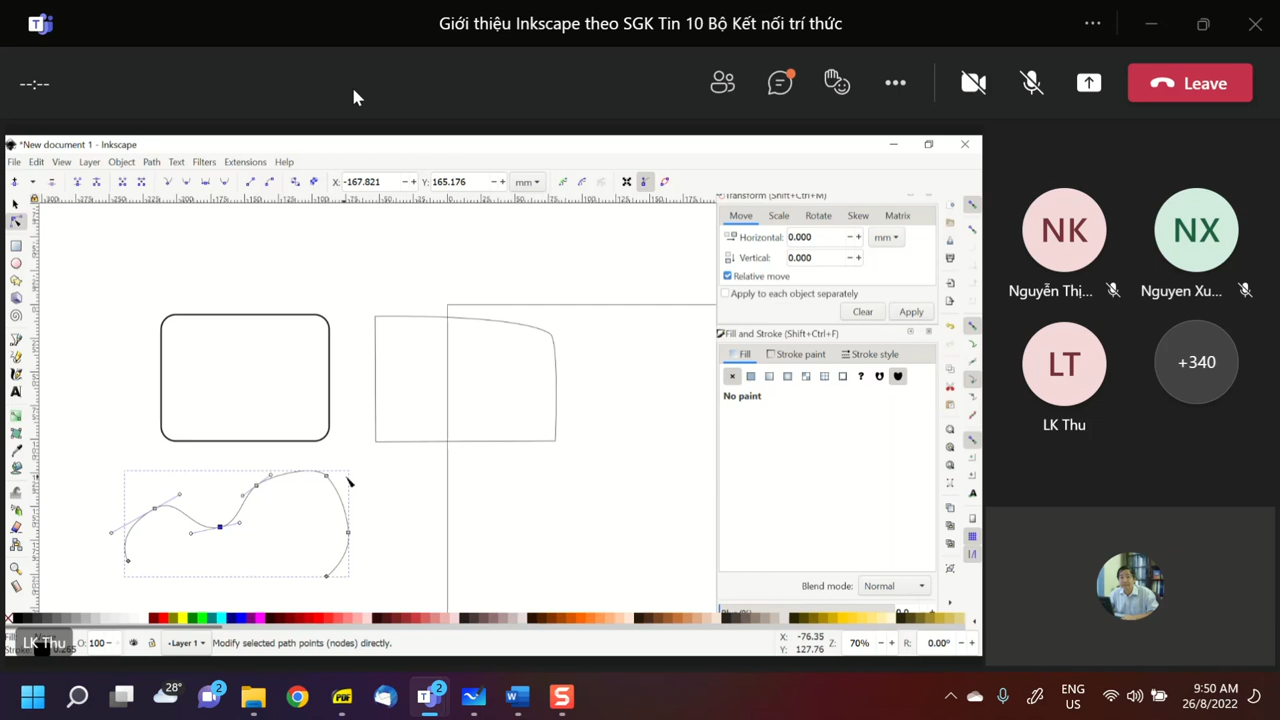 Giới thiệu Inkscape theo SGK Tin 10 Bộ Kết nối trí thức
--:--
Leave
*New document 1 - Inkscape
File Edit View Layer Object Path Text Filters Extensions Help
X: -167.821 Y: 165.176 mm
Transform (Shift+Ctrl+M)
Move Scale Rotate Skew Matrix
Horizontal: 0.000 mm
Vertical: 0.000
Relative move
Apply to each object separately
Clear Apply
Fill and Stroke (Shift+Ctrl+F)
Fill Stroke paint Stroke style
No paint
Blend mode: Normal
LK Thu
O: 100
Layer 1
Modify selected path points (nodes) directly.
X: -76.35
Y: 127.76
Z: 70%
R: 0.00°
NK
Nguyễn Thị...
NX
Nguyen Xu...
LT
LK Thu
+340
28°
2
2
ENG
US
9:50 AM
26/8/2022